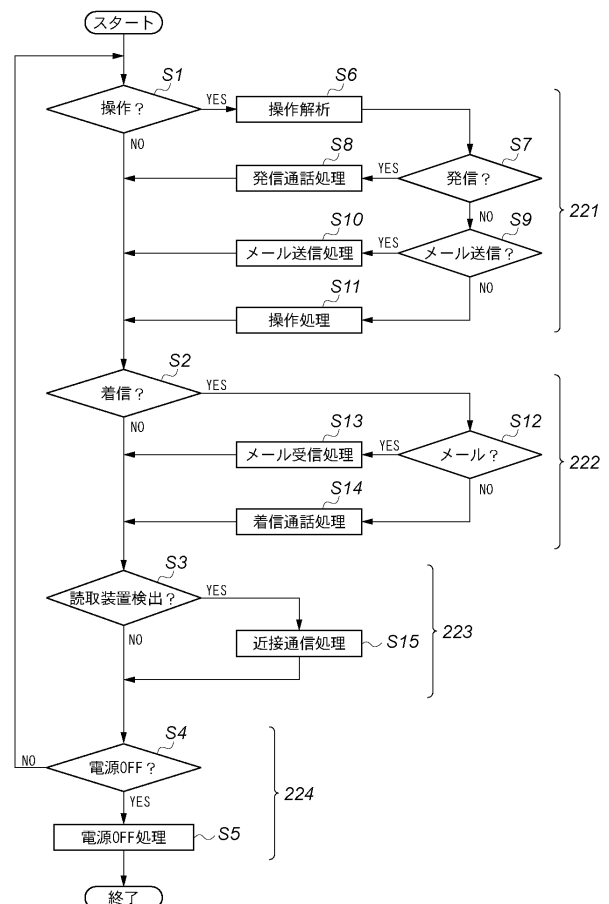 スタート
S1
操作？
YES
S6
操作解析
NO
S7
発信？
S8
YES
発信通話処理
NO
S9
メール送信？
S10
YES
メール送信処理
NO
S11
操作処理
221
S2
着信？
YES
NO
S12
メール？
S13
YES
メール受信処理
NO
S14
着信通話処理
222
S3
読取装置検出？
YES
NO
近接通信処理
S15
223
S4
電源OFF？
NO
YES
電源OFF処理
S5
224
終了